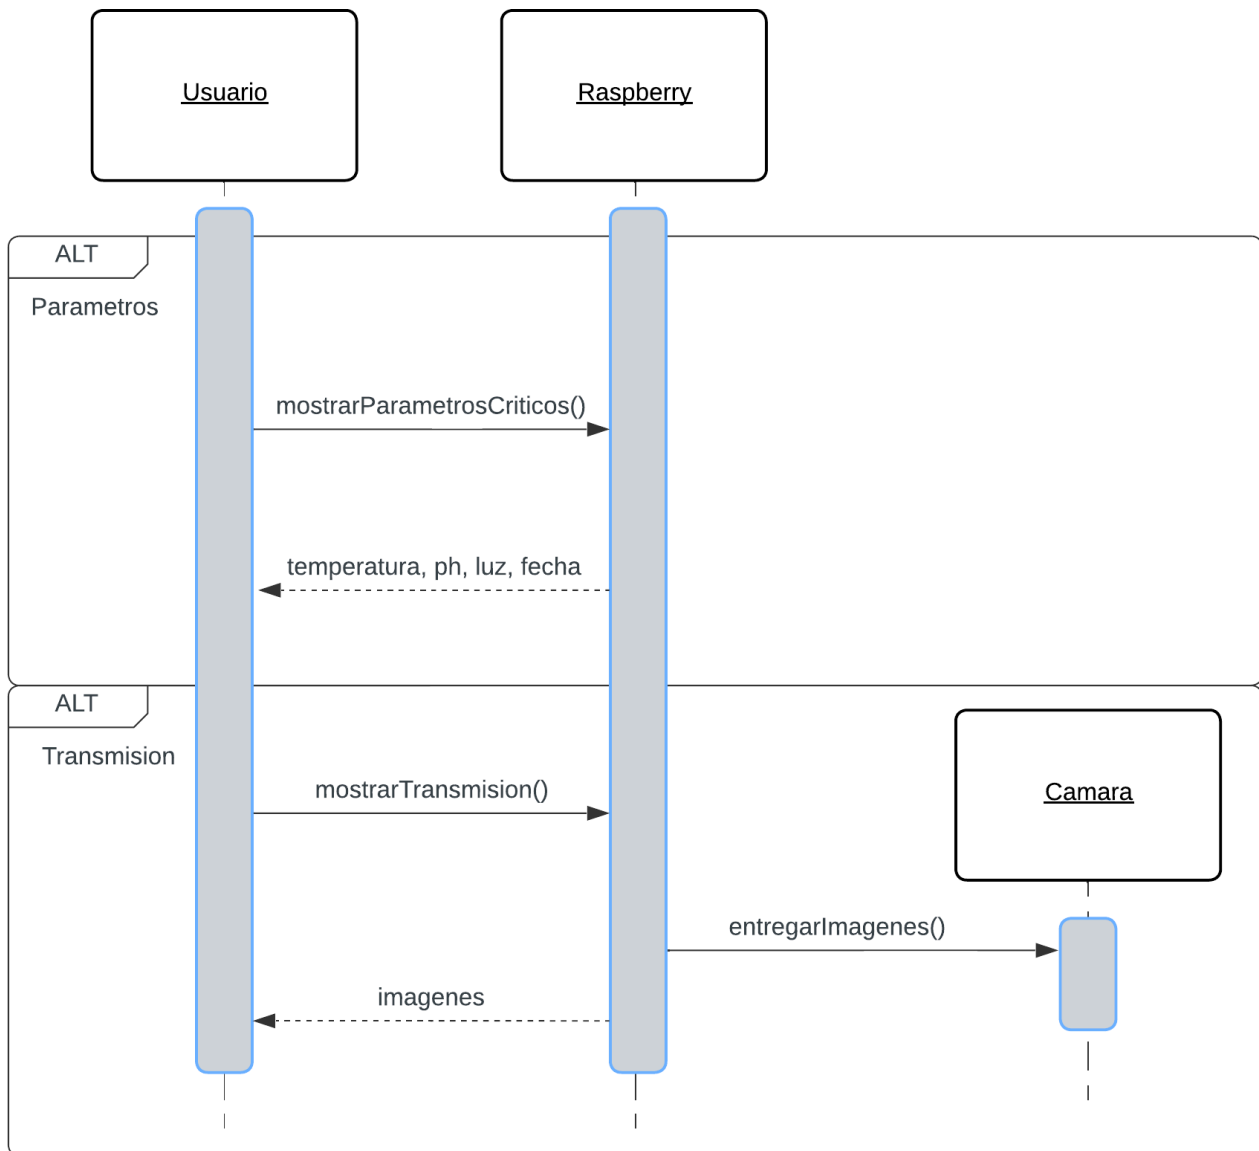 Usuario
Raspberry
ALT
Parametros
mostrarParametrosCriticos()
temperatura, ph, luz, fecha
ALT
Transmision
mostrarTransmision()
Camara
entregarImagenes()
imagenes